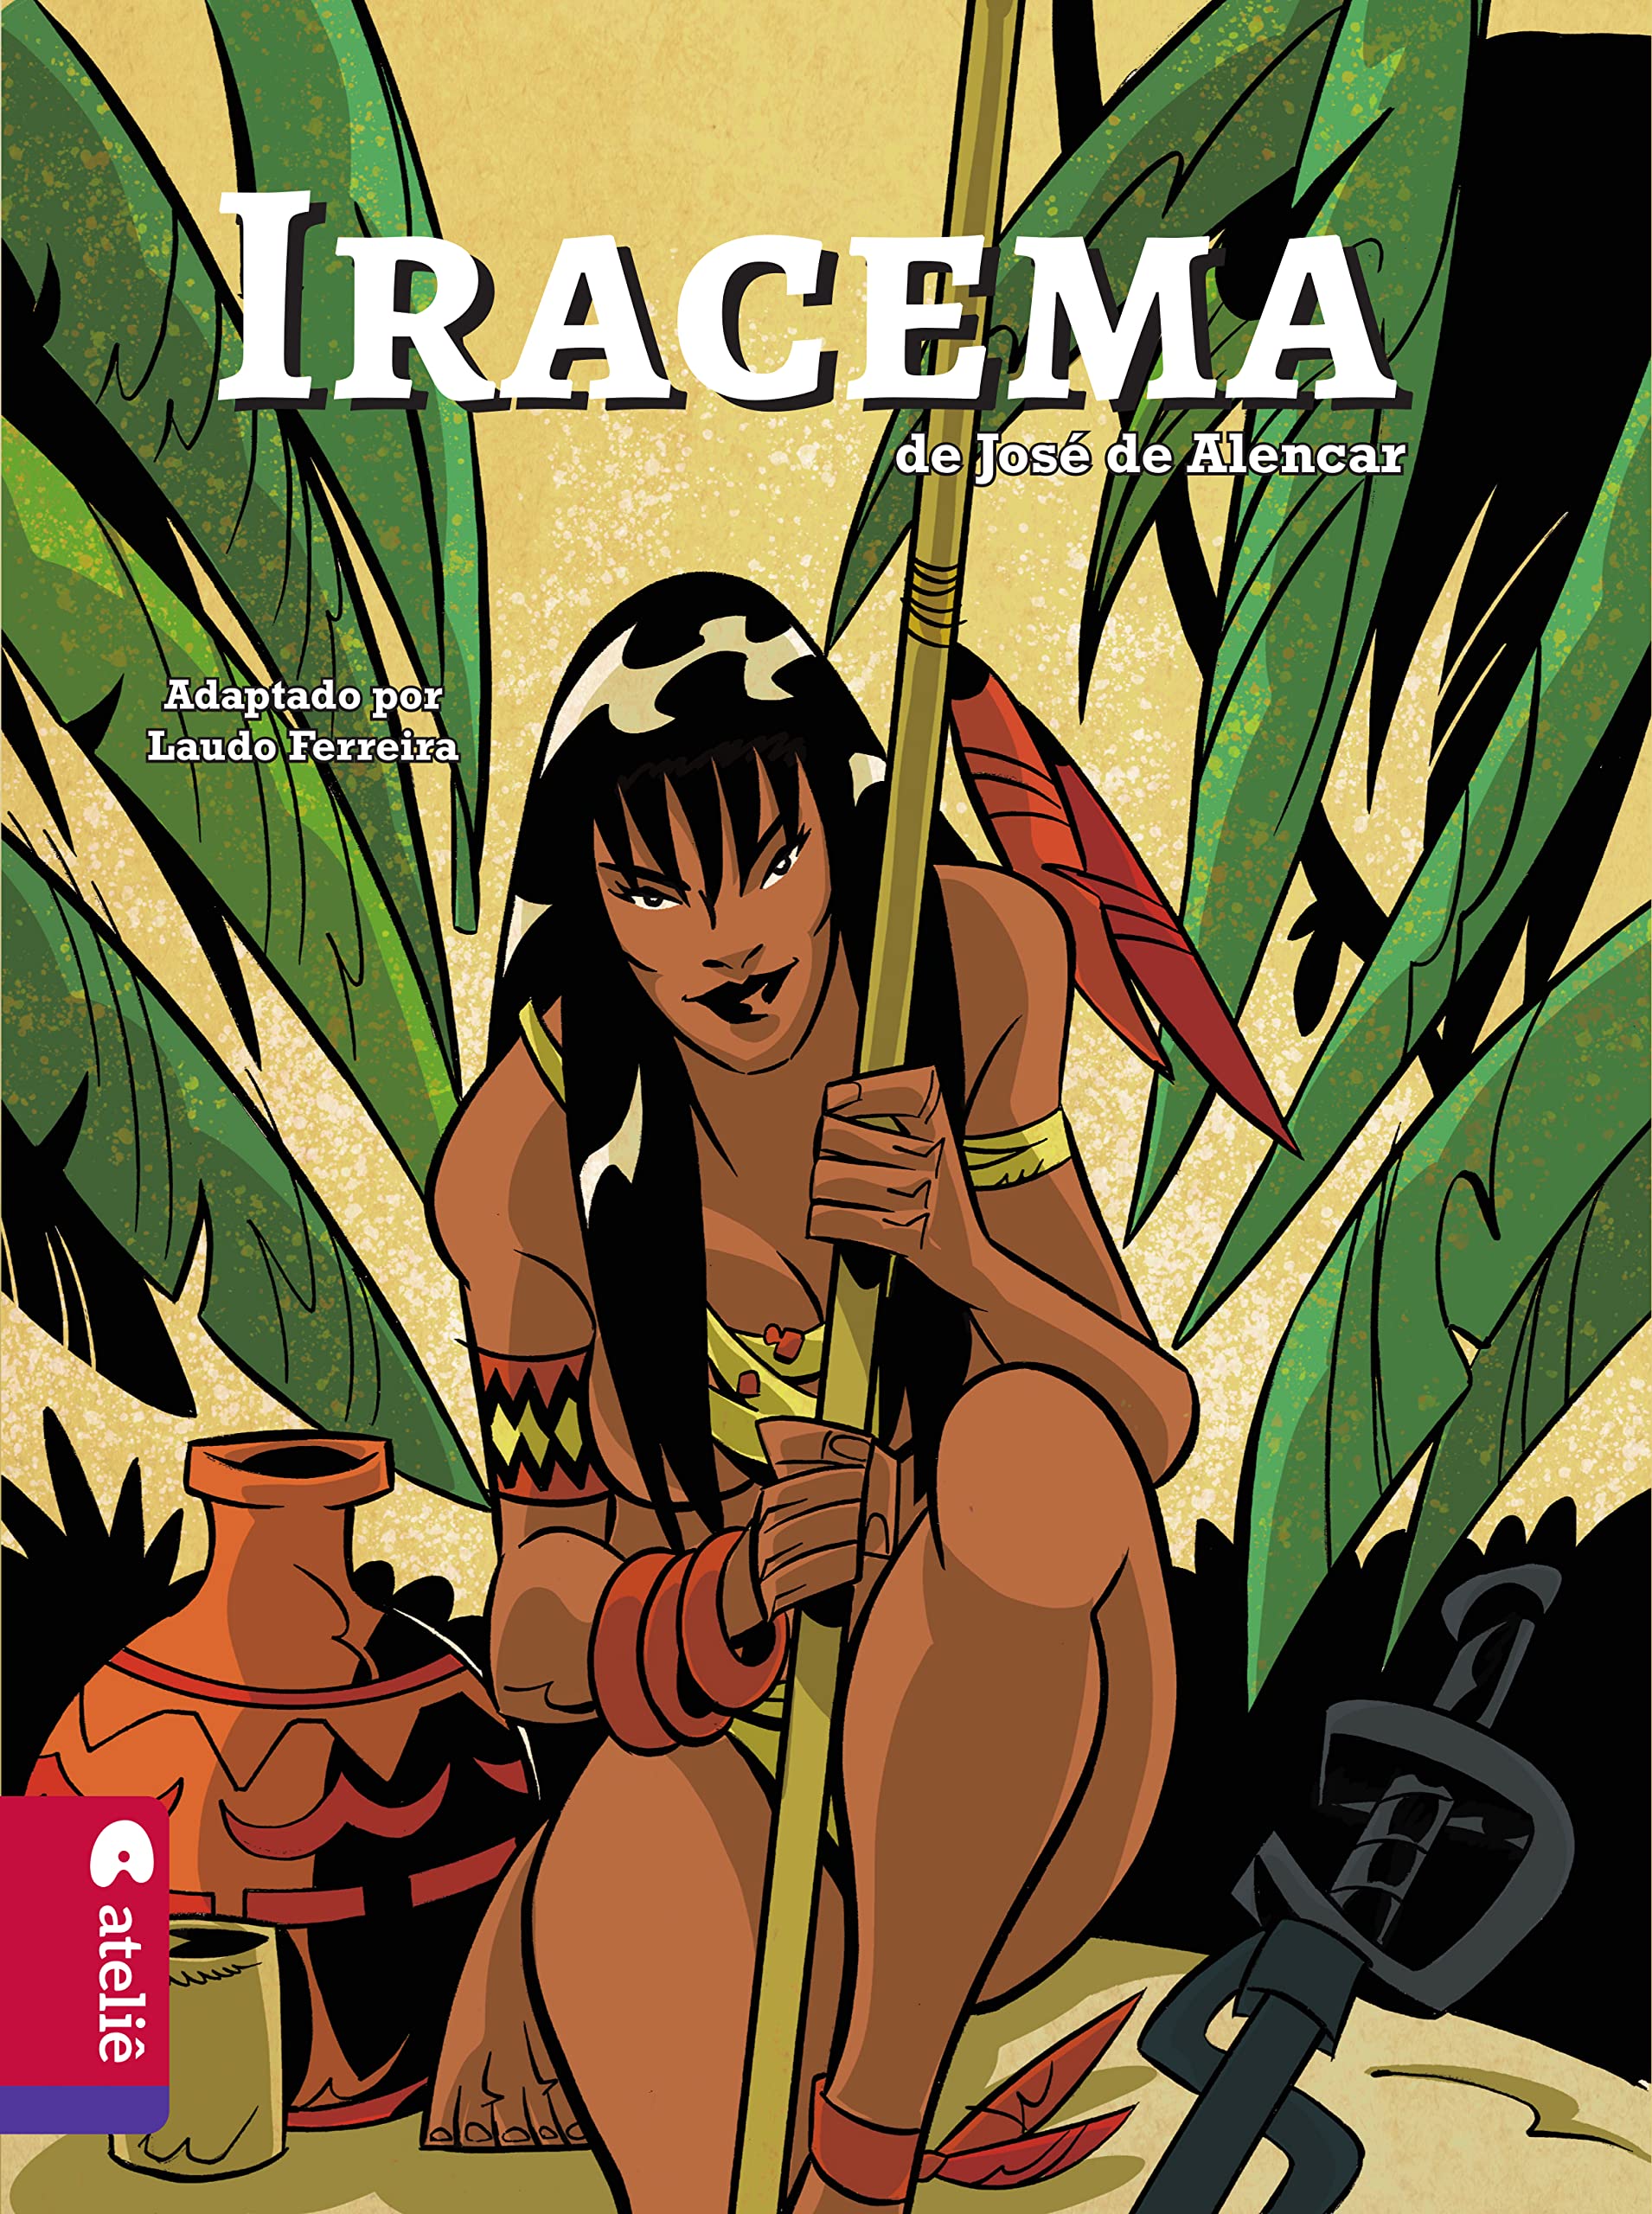 IRACEMA
de José de Alencar
Adaptado por
Laudo Ferreira
ateliê